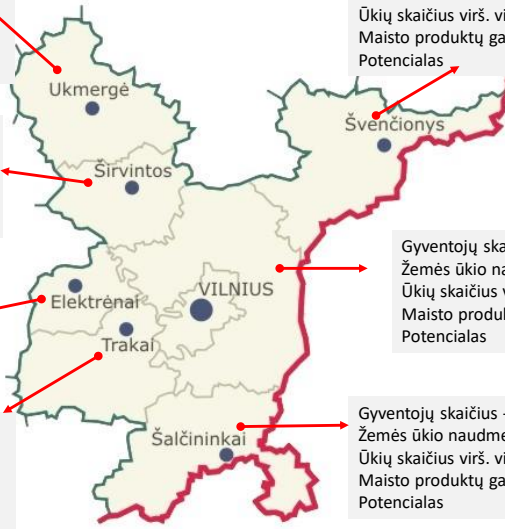 Ūkių skaičius virš. vi
Maisto produktų ga
Potencialas
Ukmergė
Švenčionys
Širvintos
Gyventojų ska
Žemės ūkio na
Ūkių skaičius v
Maisto produk
Potencialas
Elektrėnai
VILNIUS
Trakai
Gyventojų skaičius -
Žemės ūkio naudme
Ūkių skaičius virš. vi
Maisto produktų ga
Potencialas
Šalčininkai